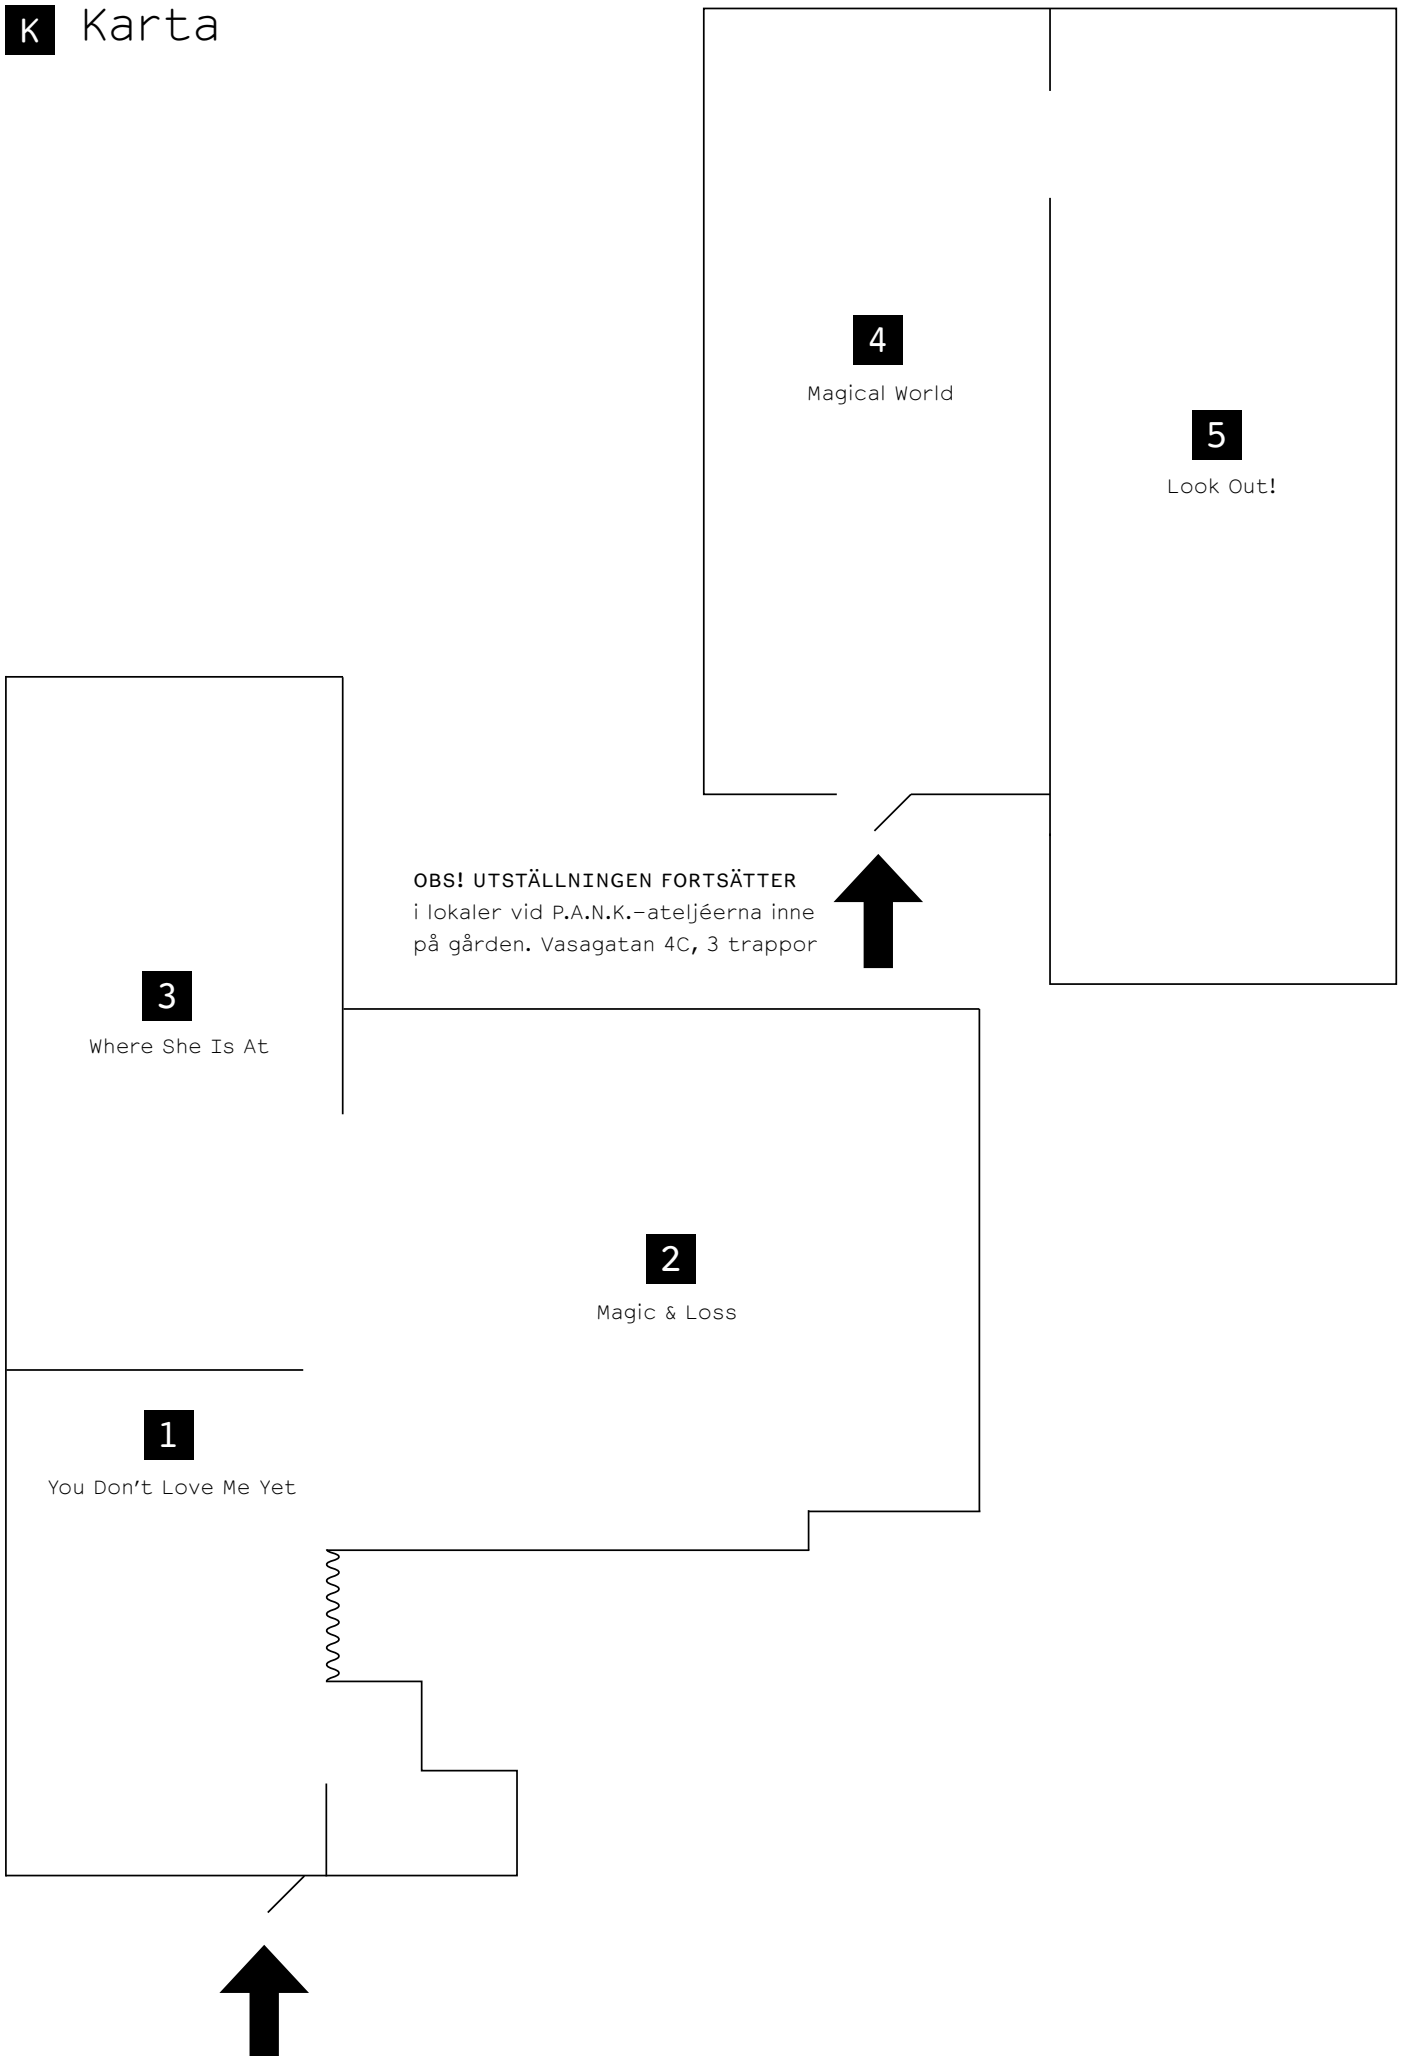 K Karta
4
Magical World
5
Look Out!
OBS! UTSTÄLLNINGEN FORTSÄTTER
i lokaler vid P.A.N.K.-ateljéerna inne
på gården. Vasagatan 4C, 3 trappor
3
Where She Is At
2
Magic & Loss
1
You Don't Love Me Yet